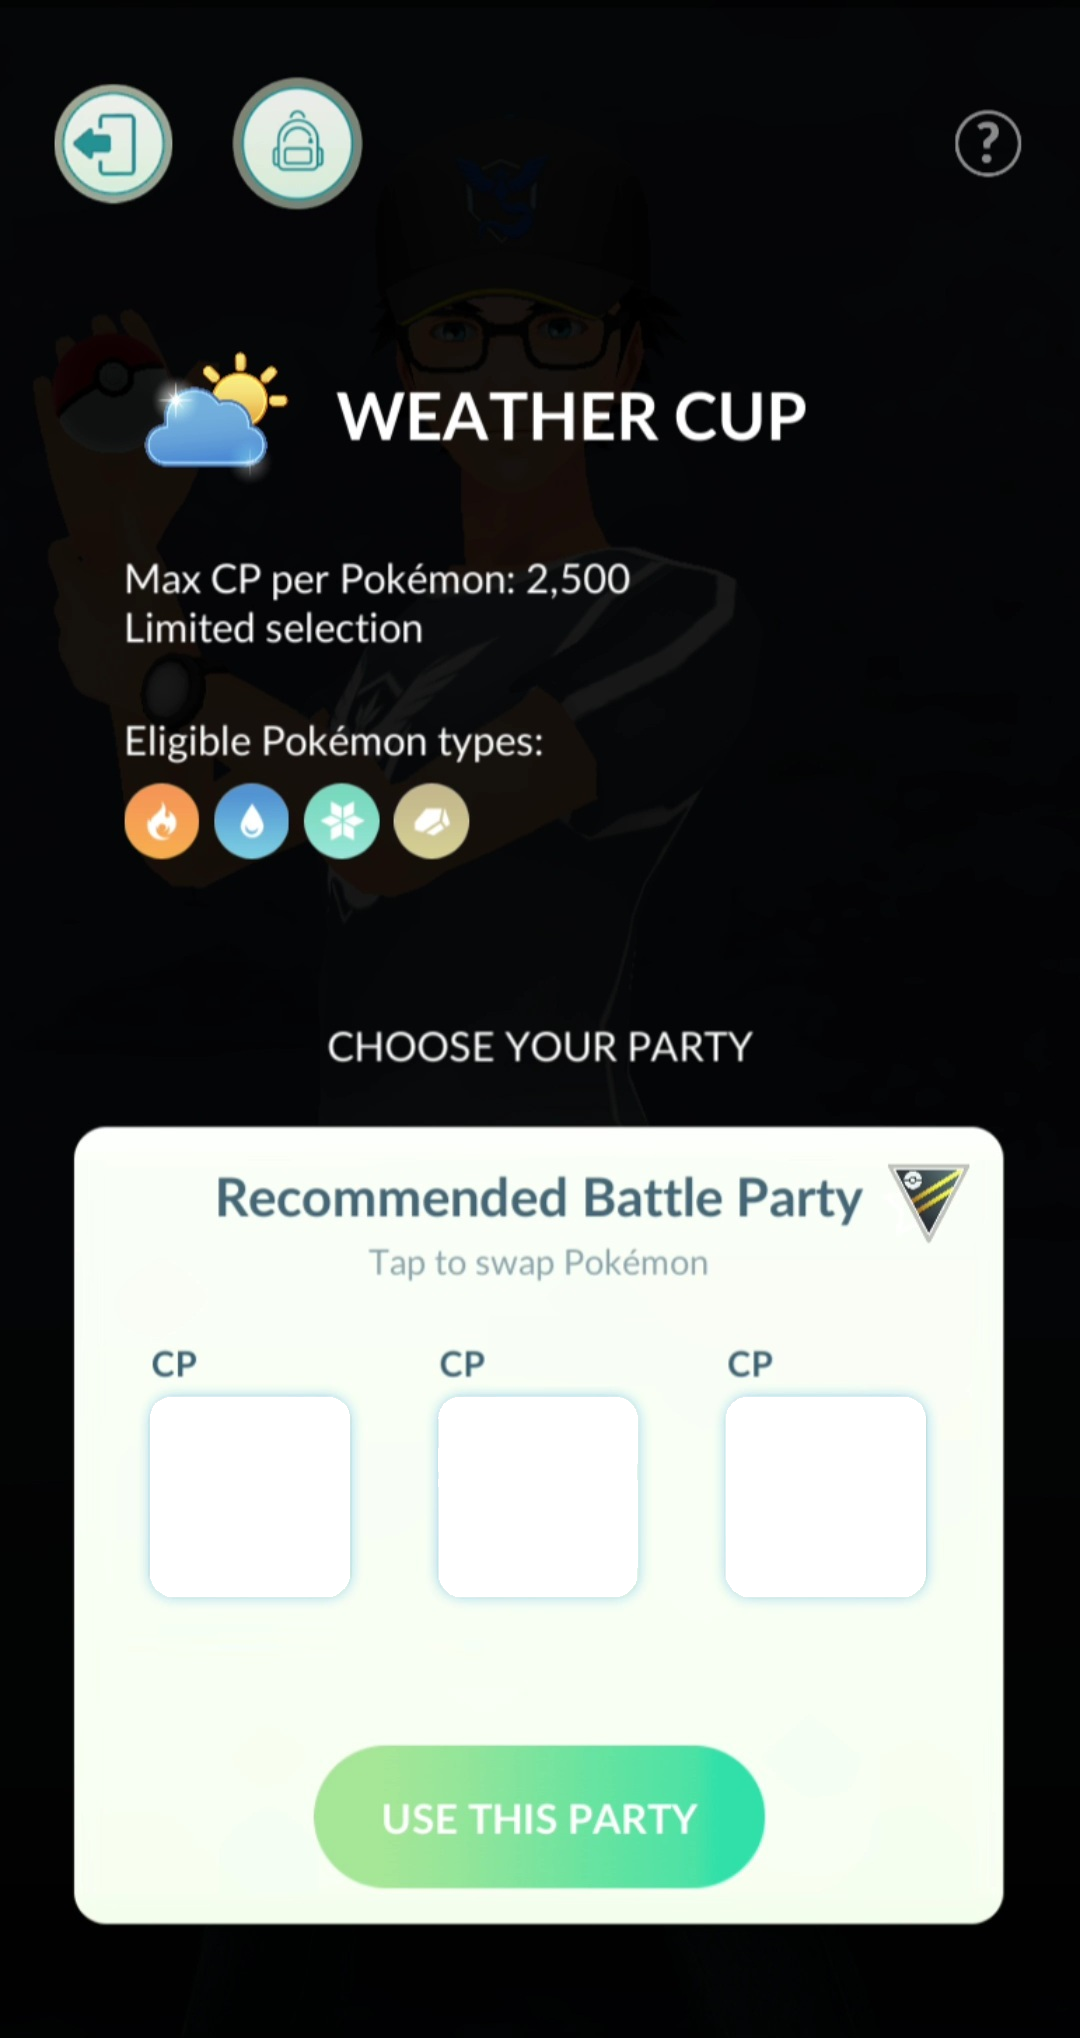 WEATHER CUP
Max CP per Pokémon: 2,500
Limited selection
Eligible Pokémon types:
CHOOSE YOUR PARTY
Recommended Battle Party
Tap to swap Pokémon
CP CP CP
USE THIS PARTY